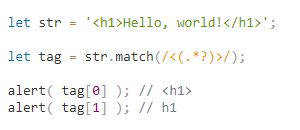 let str = '<h1>Hello, world!</h1>';
let tag = str.match(/<(.*?)>/);
alert( tag[0] ); // <h1>
alert( tag[1] ); // h1